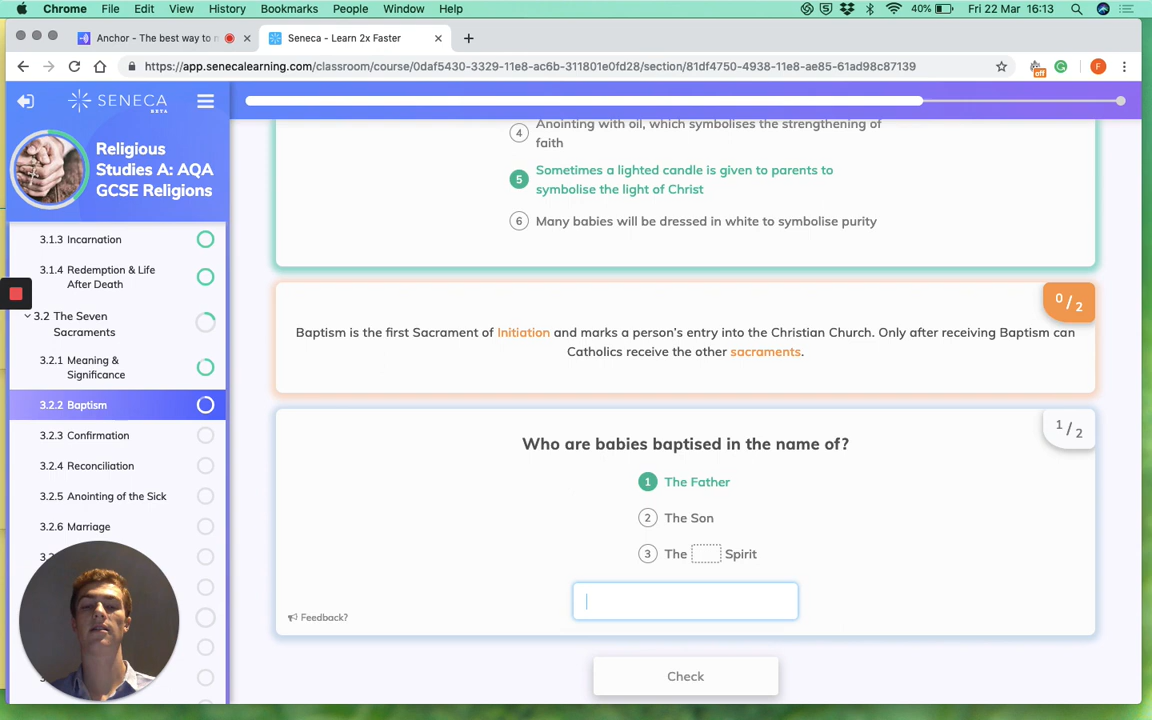 Chrome File Edit View History Bookmarks People Window Help
40% Fri 22 Mar 16:13
Anchor - The best way to
Seneca - Learn 2x Faster
https://app.senecalearning.com/classroom/course/0daf5430-3329-11e8-ac6b-311801e0fd28/section/81df4750-4938-11e8-ae85-61ad98c87139
off
F
SENECA
BETA
Religious
Studies A: AQA
GCSE Religions
3.1.3 Incarnation
3.1.4 Redemption & Life
After Death
3.2 The Seven
Sacraments
3.2.1 Meaning &
Significance
3.2.2 Baptism
3.2.3 Confirmation
3.2.4 Reconciliation
3.2.5 Anointing of the Sick
3.2.6 Marriage
4 Anointing with oil, which symbolises the strengthening of
faith
5 Sometimes a lighted candle is given to parents to
symbolise the light of Christ
6 Many babies will be dressed in white to symbolise purity
0/2
Baptism is the first Sacrament of Initiation and marks a person's entry into the Christian Church. Only after receiving Baptism can
Catholics receive the other sacraments.
1/2
Who are babies baptised in the name of?
1 The Father
2 The Son
3 The Spirit
Feedback?
Check